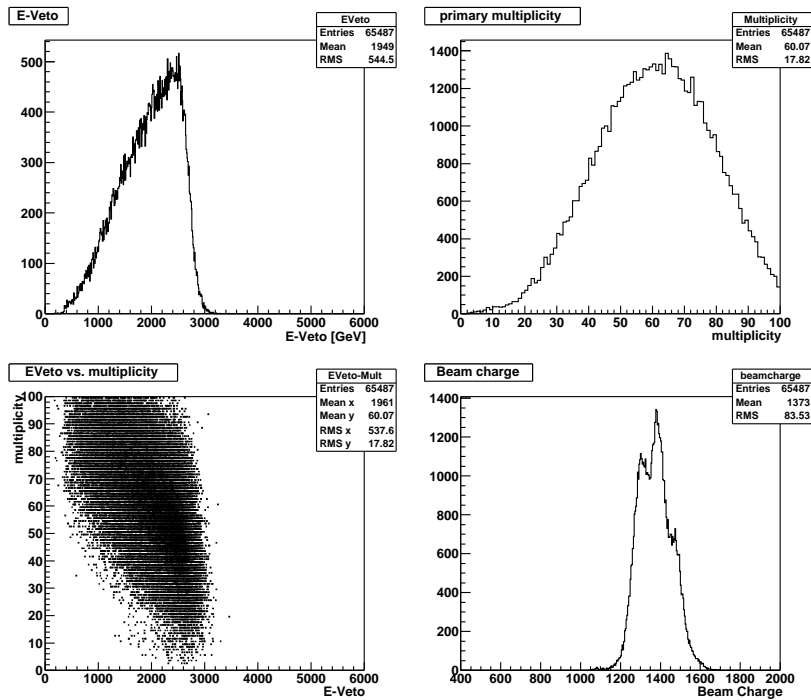 E-Veto
EVeto
Entries 65487
Mean 1949
RMS 544.5
500
400
300
200
100
0
0 1000 2000 3000 4000 5000 6000
E-Veto [GeV]
primary multiplicity
Multiplicity
Entries 65487
Mean 60.07
RMS 17.82
1400
1200
1000
800
600
400
200
0
0 10 20 30 40 50 60 70 80 90 100
multiplicity
EVeto vs. multiplicity
EVeto-Mult
Entries 65487
Mean x 1961
Mean y 60.07
RMS x 537.6
RMS y 17.82
multiplicity
100
90
80
70
60
50
40
30
20
10
0
0 1000 2000 3000 4000 5000 6000
E-Veto
Beam charge
beamcharge
Entries 65487
Mean 1373
RMS 83.53
1400
1200
1000
800
600
400
200
0
400 600 800 1000 1200 1400 1600 1800 2000
Beam Charge